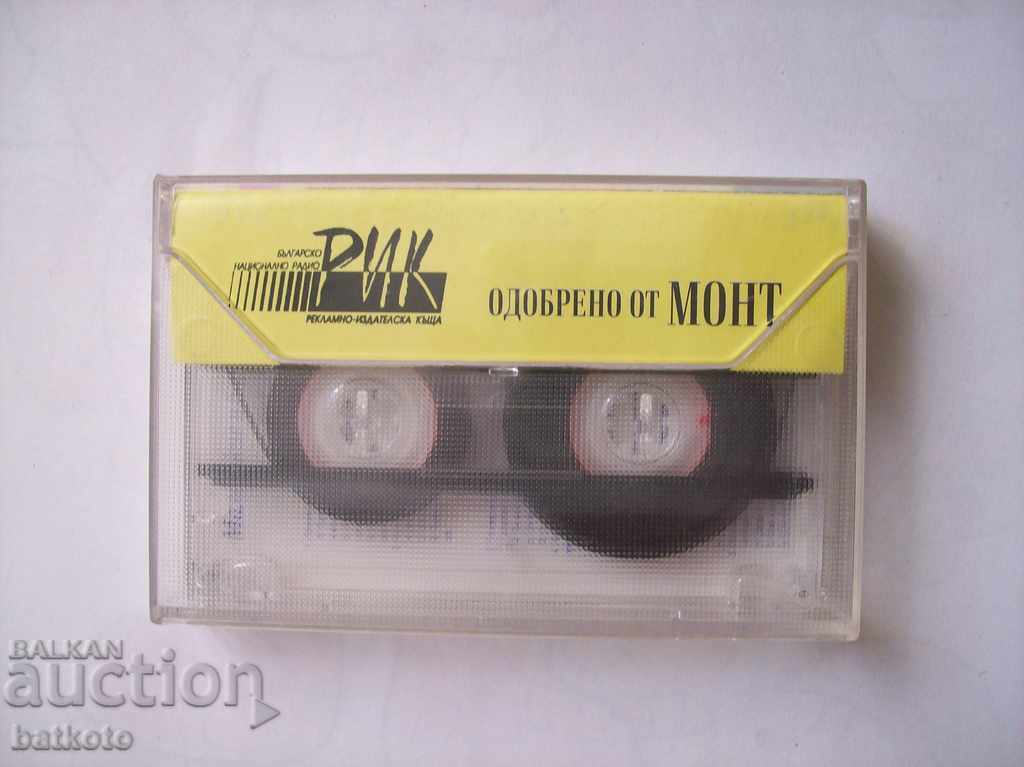 БЪЛГАРСКО
НАЦИОНАЛНО РАДИО
РИК
РЕКЛАМНО-ИЗДАТЕЛСКА КЪЩА
ОДОБРЕНО ОТ МОНТ
BALKAN
auction
batkoto